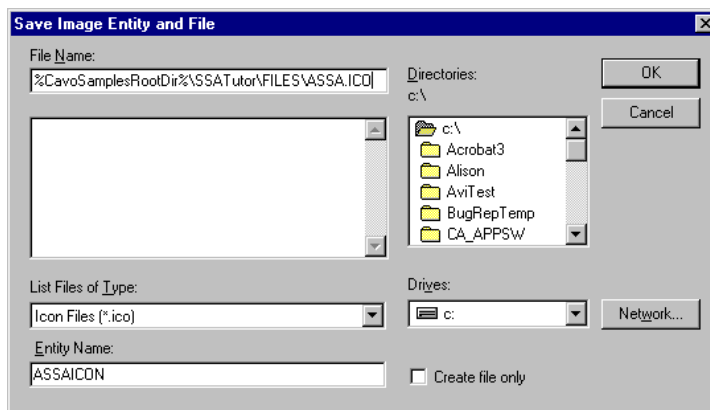 Save Image Entity and File
File Name:
%CavoSamplesRootDir%\SSATutor\FILES\ASSA.ICO
Directories:
c:\
OK
Cancel
c:\
Acrobat3
Alison
AviTest
BugRepTemp
CA_APPSW
List Files of Type:
Icon Files (*.ico)
Drives:
c:
Network...
Entity Name:
ASSAICON
Create file only